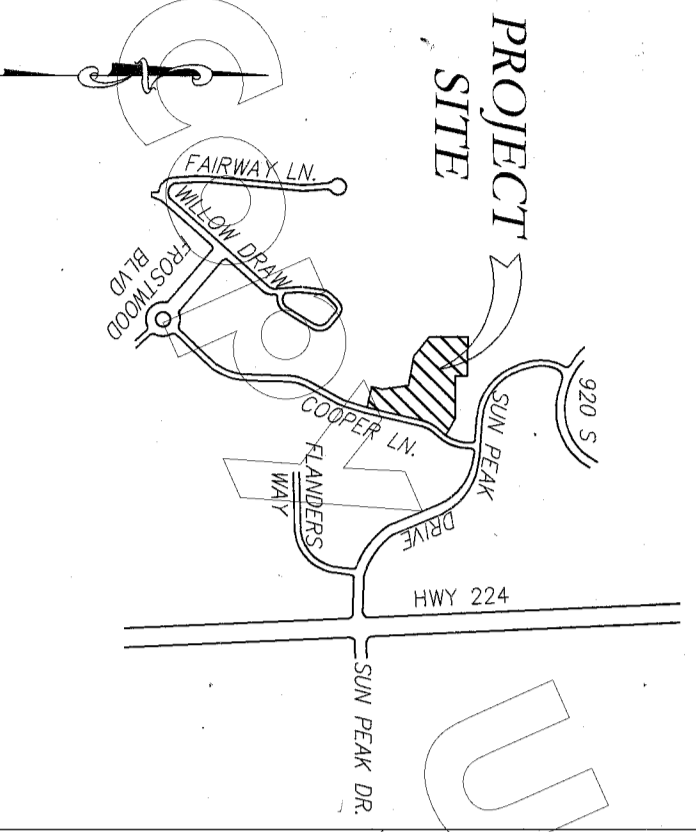 PROJECT
SITE
920 S
SUN PEAK
DRIVE
FAIRWAY LN.
WILLOW DRAW
FROSTWOOD
BLVD
COOPER LN.
FLANDERS
WAY
HWY 224
SUN PEAK DR.